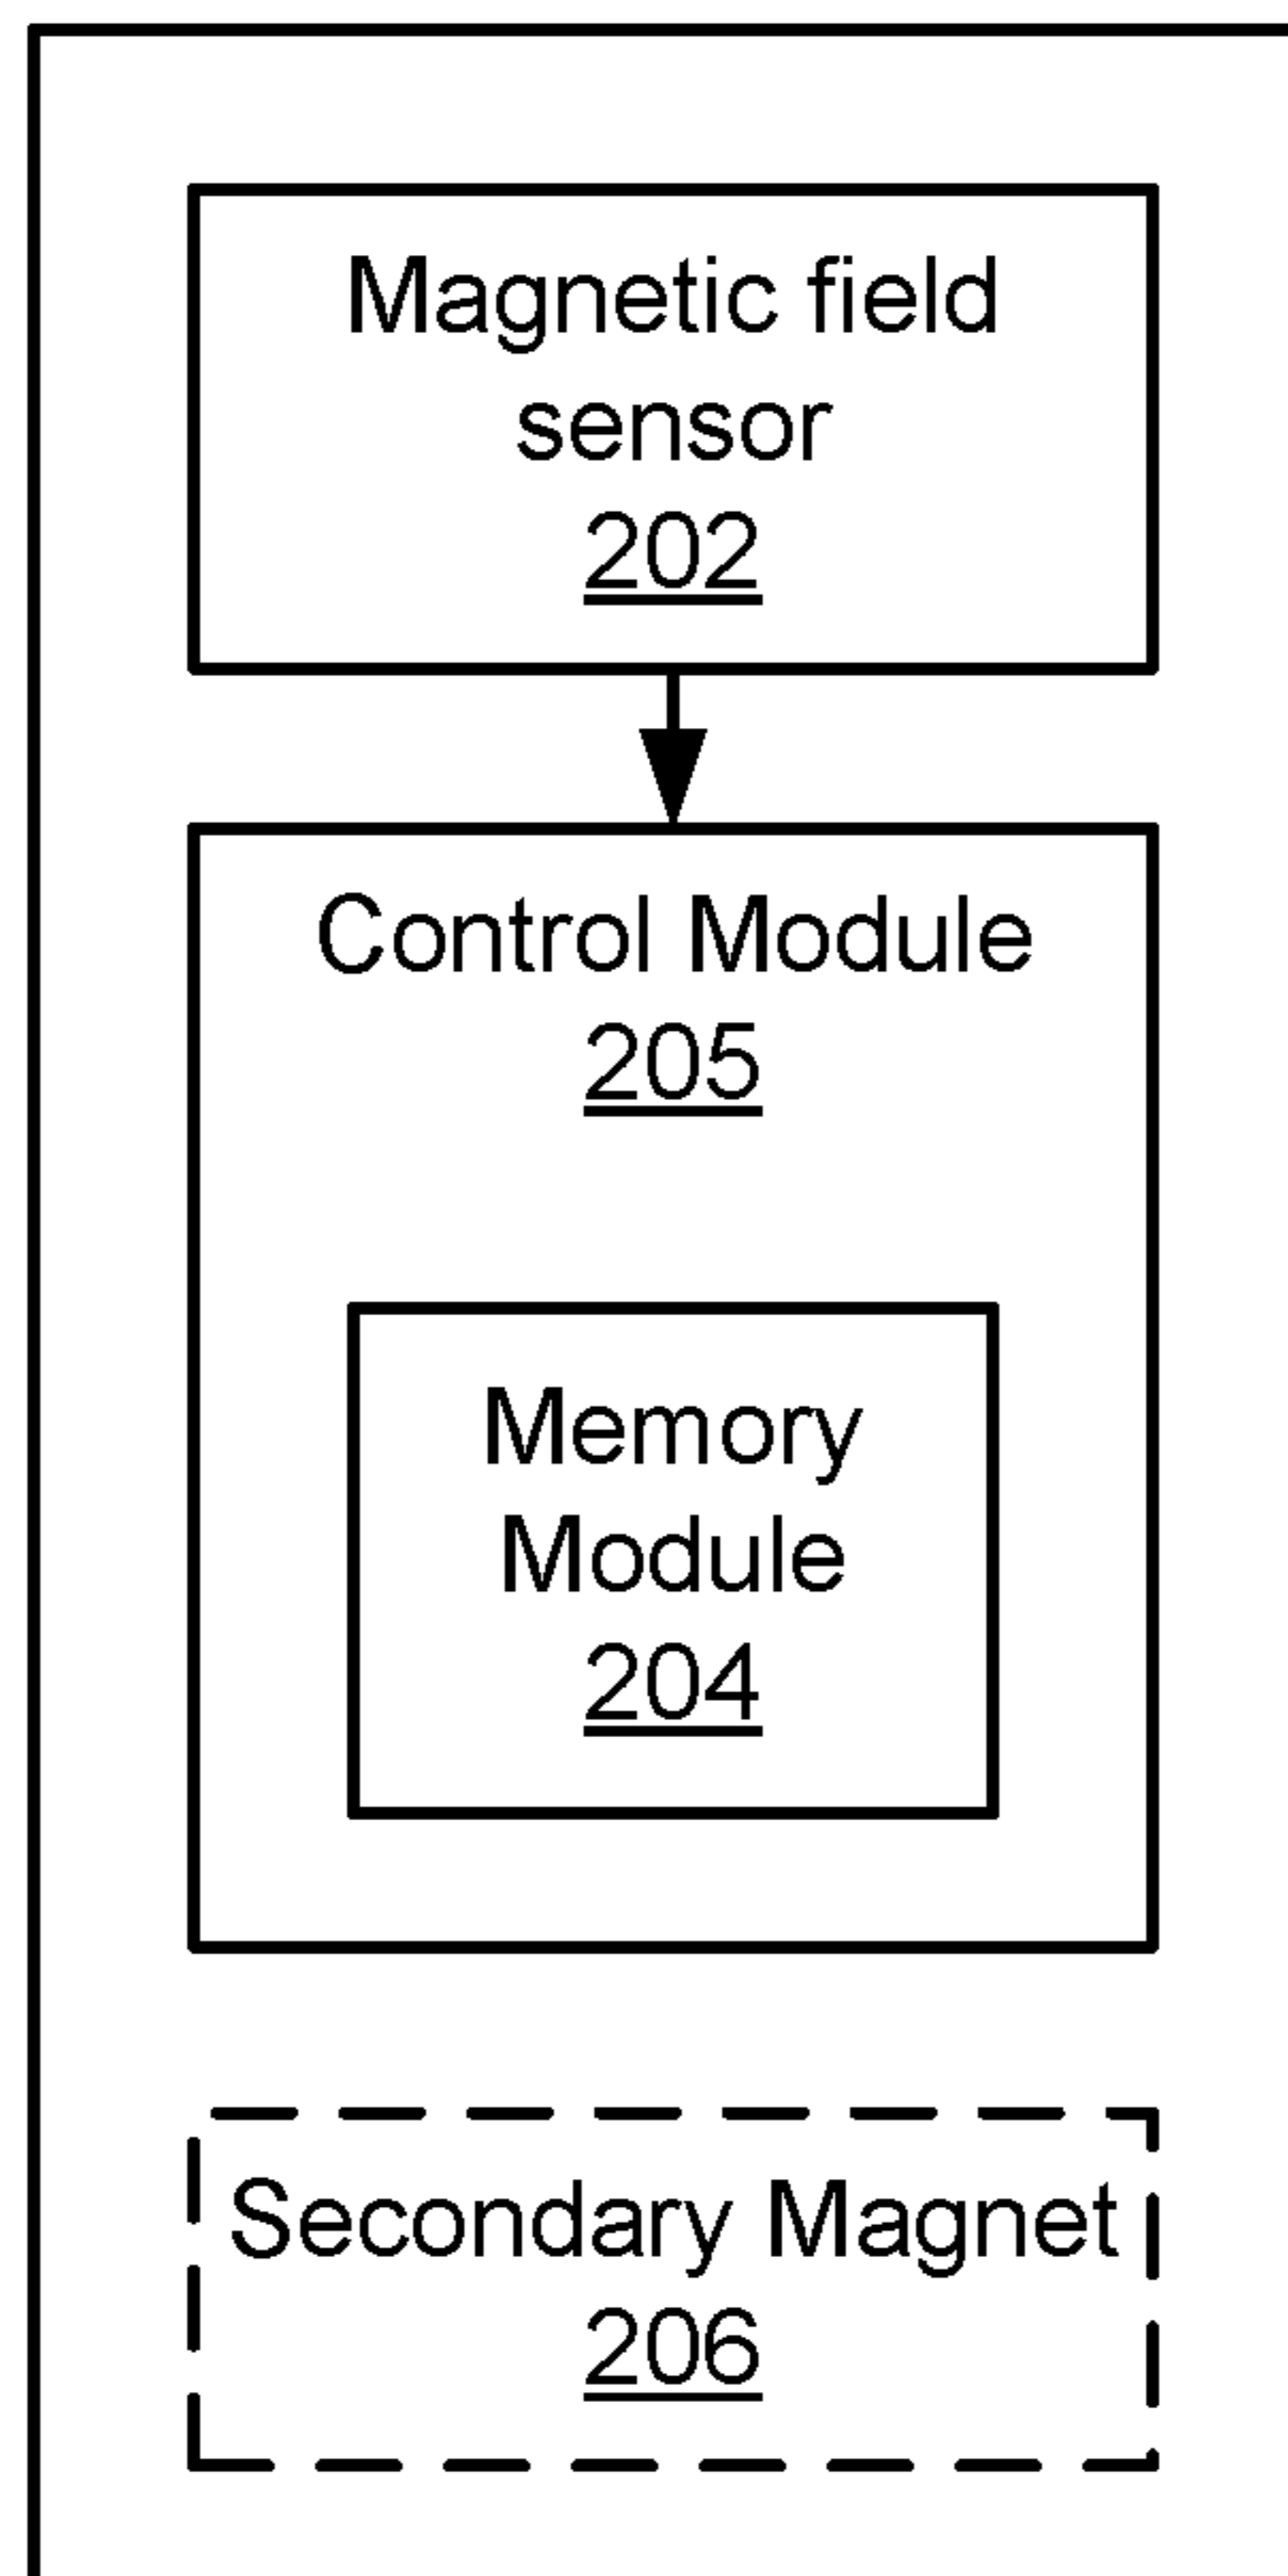 Magnetic field
sensor
202
Control Module
205
Memory
Module
204
Secondary Magnet
206